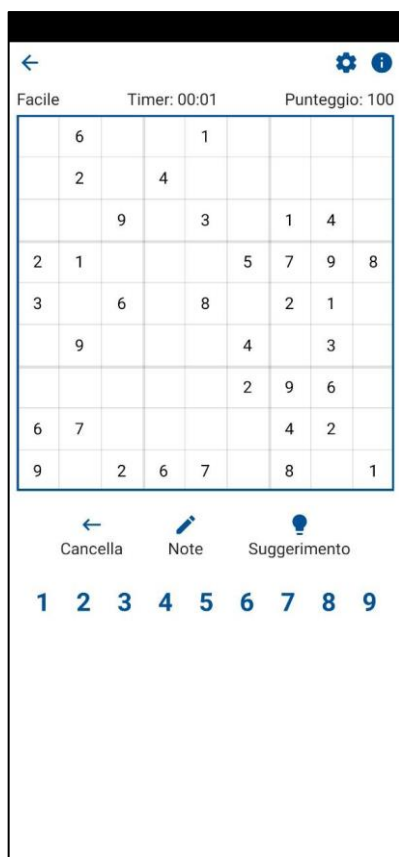 Facile Timer: 00:01 Punteggio: 100
6 1
2 4
9 3 1 4
2 1 5 7 9 8
3 6 8 2 1
9 4 3
2 9 6
6 7 4 2
9 2 6 7 8 1
Cancella Note Suggerimento
1 2 3 4 5 6 7 8 9